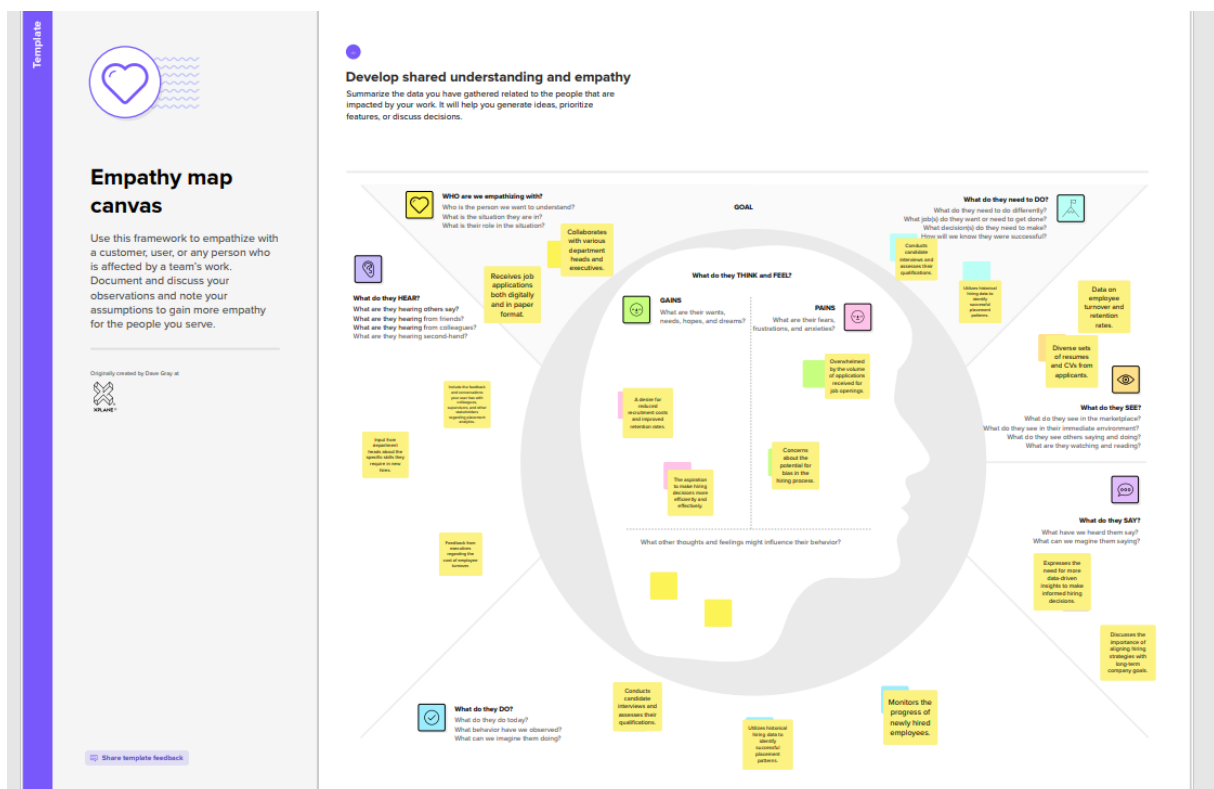 Template
Empathy map
canvas
Use this framework to empathize with
a customer, user, or any person who
is affected by a team's work.
Document and discuss your
observations and note your
assumptions to gain more empathy
for the people you serve.
Originally created by Dave Gray at
XPLANE
Share template feedback
Develop shared understanding and empathy
Summarize the data you have gathered related to the people that are
impacted by your work. It will help you generate ideas, prioritize
features, or discuss decisions.
WHO are we empathizing with?
Who is the person we want to understand?
What is the situation they are in?
What is their role in the situation?
Collaborates
with various
department
heads and
executives.
Receives job
applications
both digitally
and in paper
format.
GOAL
What do they need to DO?
What do they need to do differently?
What job(s) do they want or need to get done?
What decision(s) do they need to make?
How will we know they were successful?
Conducts
candidate
interviews and
assesses their
qualifications.
Utilizes historical
hiring data to
identify
successful
placement
patterns.
What do they HEAR?
What are they hearing others say?
What are they hearing from friends?
What are they hearing from colleagues?
What are they hearing second-hand?
Include the feedback
and conversations
your user has with
colleagues,
supervisors, and other
stakeholders
regarding placement
analytics.
Input from
department
heads about the
specific skills they
require in new
hires.
Feedback from
executives
regarding the
cost of employee
turnover.
What do they THINK and FEEL?
GAINS
What are their wants,
needs, hopes, and dreams?
A desire for
reduced
recruitment costs
and improved
retention rates.
The aspiration
to make hiring
decisions more
efficiently and
effectively.
PAINS
What are their fears,
frustrations, and anxieties?
Overwhelmed
by the volume
of applications
received for
job openings.
Concerns
about the
potential for
bias in the
hiring process.
What other thoughts and feelings might influence their behavior?
Data on
employee
turnover and
retention
rates.
Diverse sets
of resumes
and CVs from
applicants.
What do they SEE?
What do they see in the marketplace?
What do they see in their immediate environment?
What do they see others saying and doing?
What are they watching and reading?
What do they SAY?
What have we heard them say?
What can we magine them saying?
Expresses the
need for more
data-driven
insights to make
informed hiring
decisions.
Discusses the
importance of
aligning hiring
strategies with
long-term
company goals.
What do they DO?
What do they do today?
What behavior have we observed?
What can we imagine them doing?
Conducts
candidate
interviews and
assesses their
qualifications.
Utilizes historical
hiring data to
identify
successful
placement
patterns.
Monitors the
progress of
newly hired
employees.